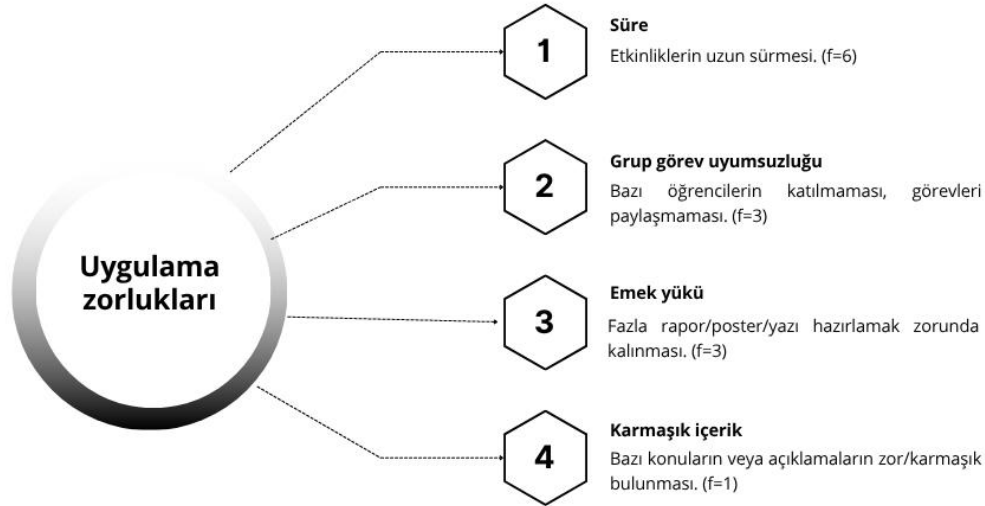 Uygulama
zorlukları
1
Süre
Etkinliklerin uzun sürmesi. (f=6)
2
Grup görev uyumsuzluğu
Bazı öğrencilerin katılmaması, görevleri
paylaşmaması. (f=3)
3
Emek yükü
Fazla rapor/poster/yazı hazırlamak zorunda
kalınması. (f=3)
4
Karmaşık içerik
Bazı konuların veya açıklamaların zor/karmaşık
bulunması. (f=1)